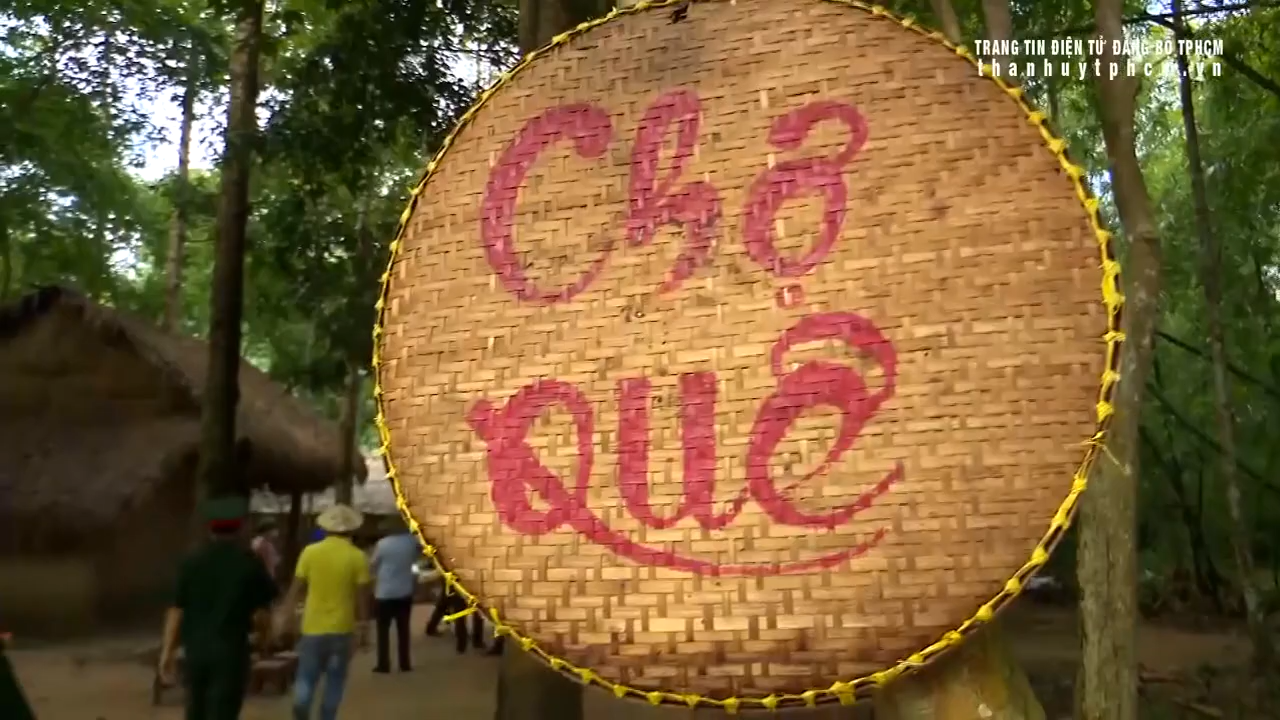 TRANG TIN ĐIỆN TỬ ĐẢNG BỘ TPHCM
thanhuytphcm.vn
Chợ
Quê